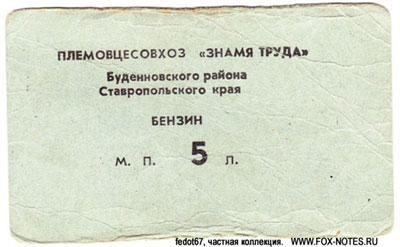 ПЛЕМОВЦЕСОВХОЗ «ЗНАМЯ ТРУДА»
Буденновского района
Ставропольского края
БЕНЗИН
М. П. 5 Л.
fedot67, частная коллекция. WWW.FOX-NOTES.RU